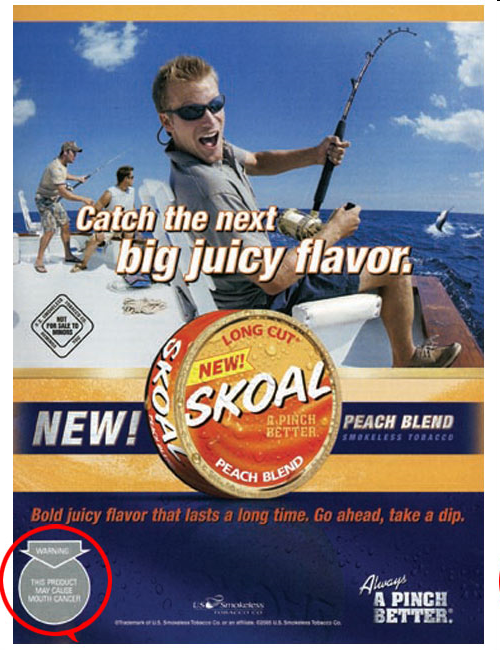 Catch the next
big juicy flavor.
NOT
FOR SALE TO
MINORS
LONG CUT
NEW!
SKOAL
SKOAL
A PINCH
BETTER.
PEACH BLEND
NEW!
PEACH BLEND
SMOKELESS TOBACCO
Bold juicy flavor that lasts a long time. Go ahead, take a dip.
WARNING
THIS PRODUCT
MAY CAUSE
MOUTH CANCER
U.S. Smokeless
TOBACCO CO.
Always
A PINCH
BETTER.®